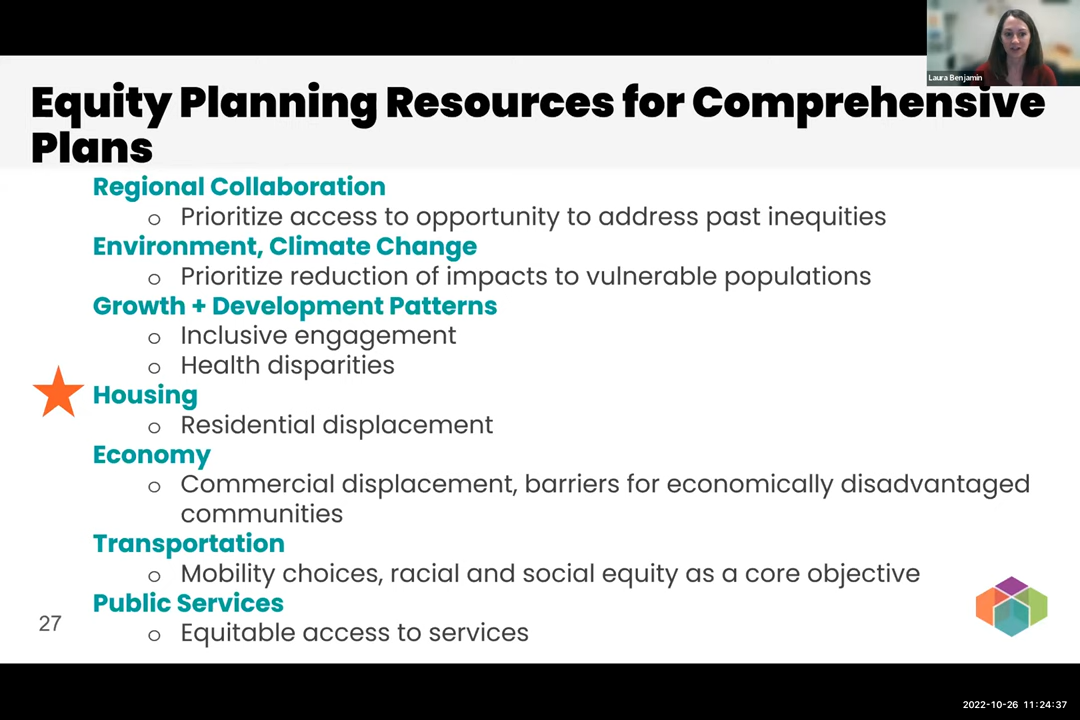 Laura Benjamin
Equity Planning Resources for Comprehensive
Plans
Regional Collaboration
o Prioritize access to opportunity to address past inequities
Environment, Climate Change
o Prioritize reduction of impacts to vulnerable populations
Growth + Development Patterns
o Inclusive engagement
o Health disparities
Housing
o Residential displacement
Economy
o Commercial displacement, barriers for economically disadvantaged
communities
Transportation
o Mobility choices, racial and social equity as a core objective
Public Services
o Equitable access to services
27
2022-10-26 11:24:37